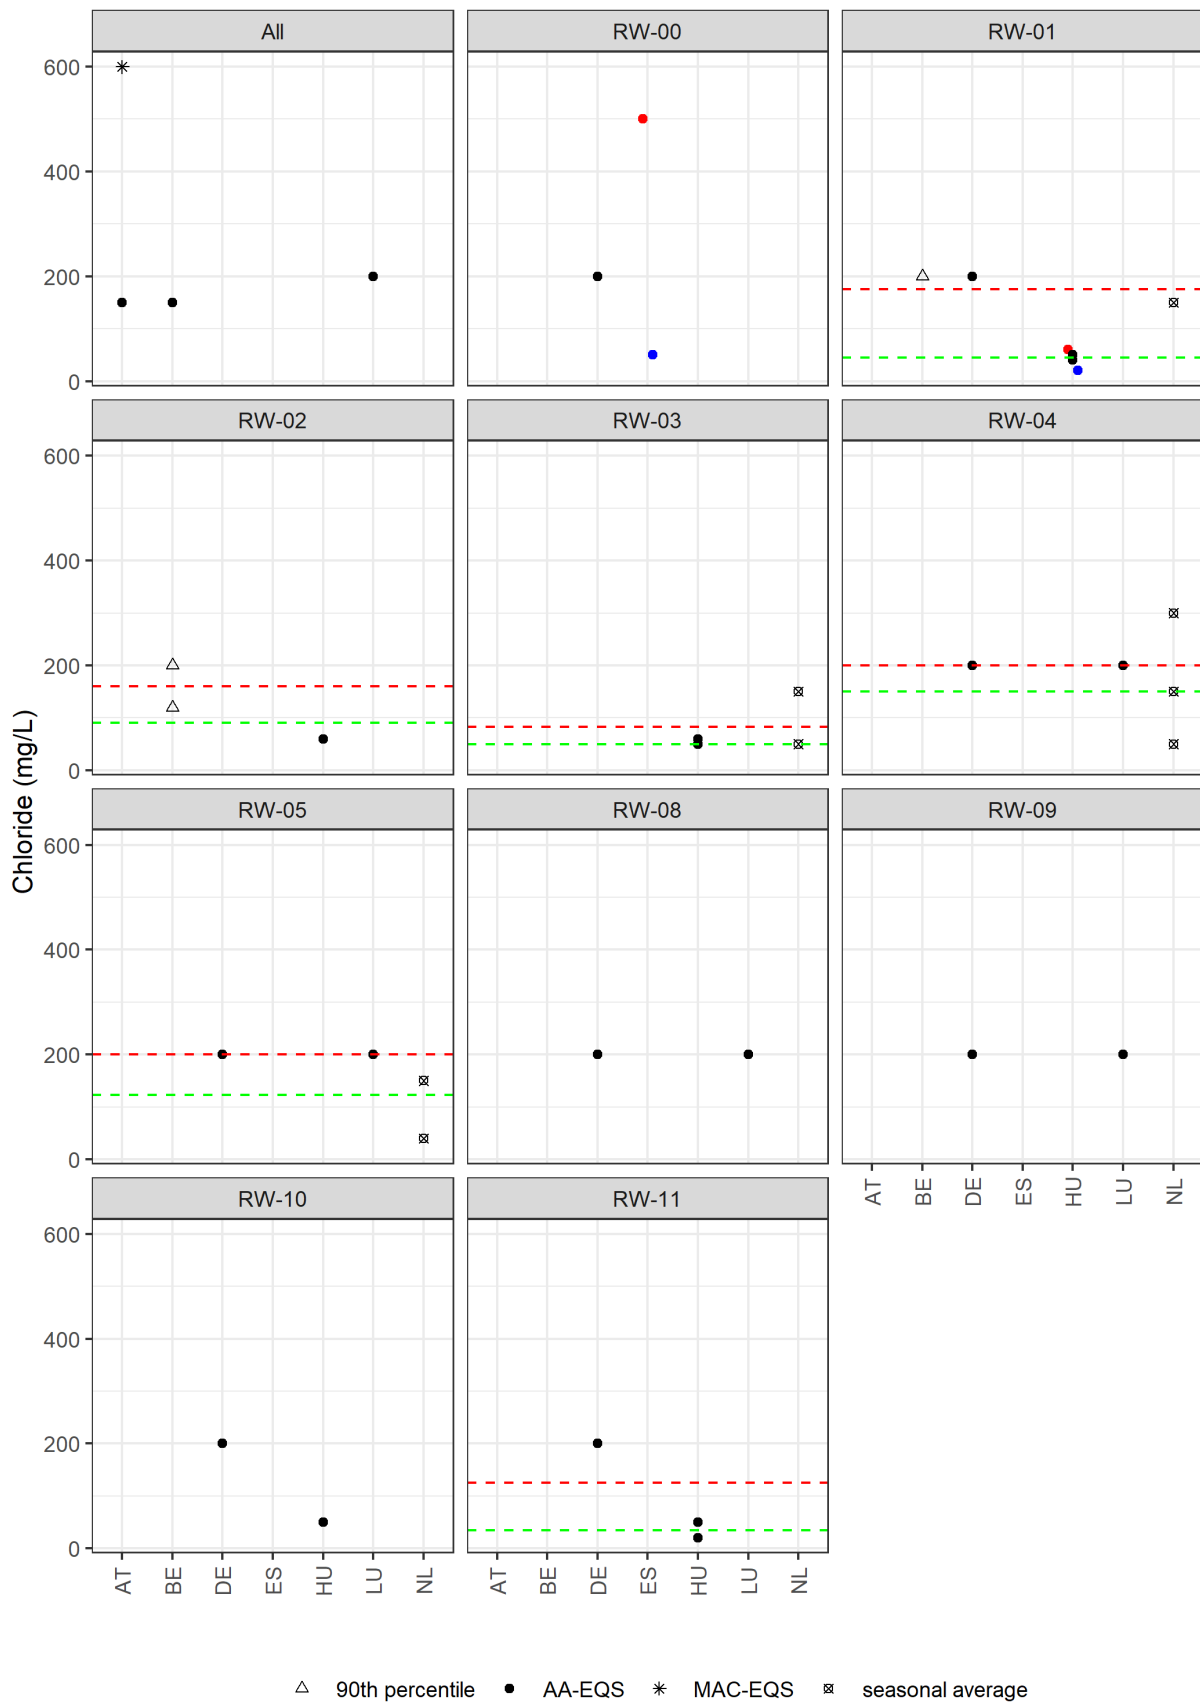 All RW-00 RW-01
600
400
200
0
RW-02 RW-03 RW-04
600
400
200
0
Chloride (mg/L)
RW-05 RW-08 RW-09
600
400
200
0
AT BE DE ES HU LU NL
RW-10 RW-11
600
400
200
0
AT BE DE ES HU LU NL AT BE DE ES HU LU NL
90th percentile AA-EQS MAC-EQS seasonal average